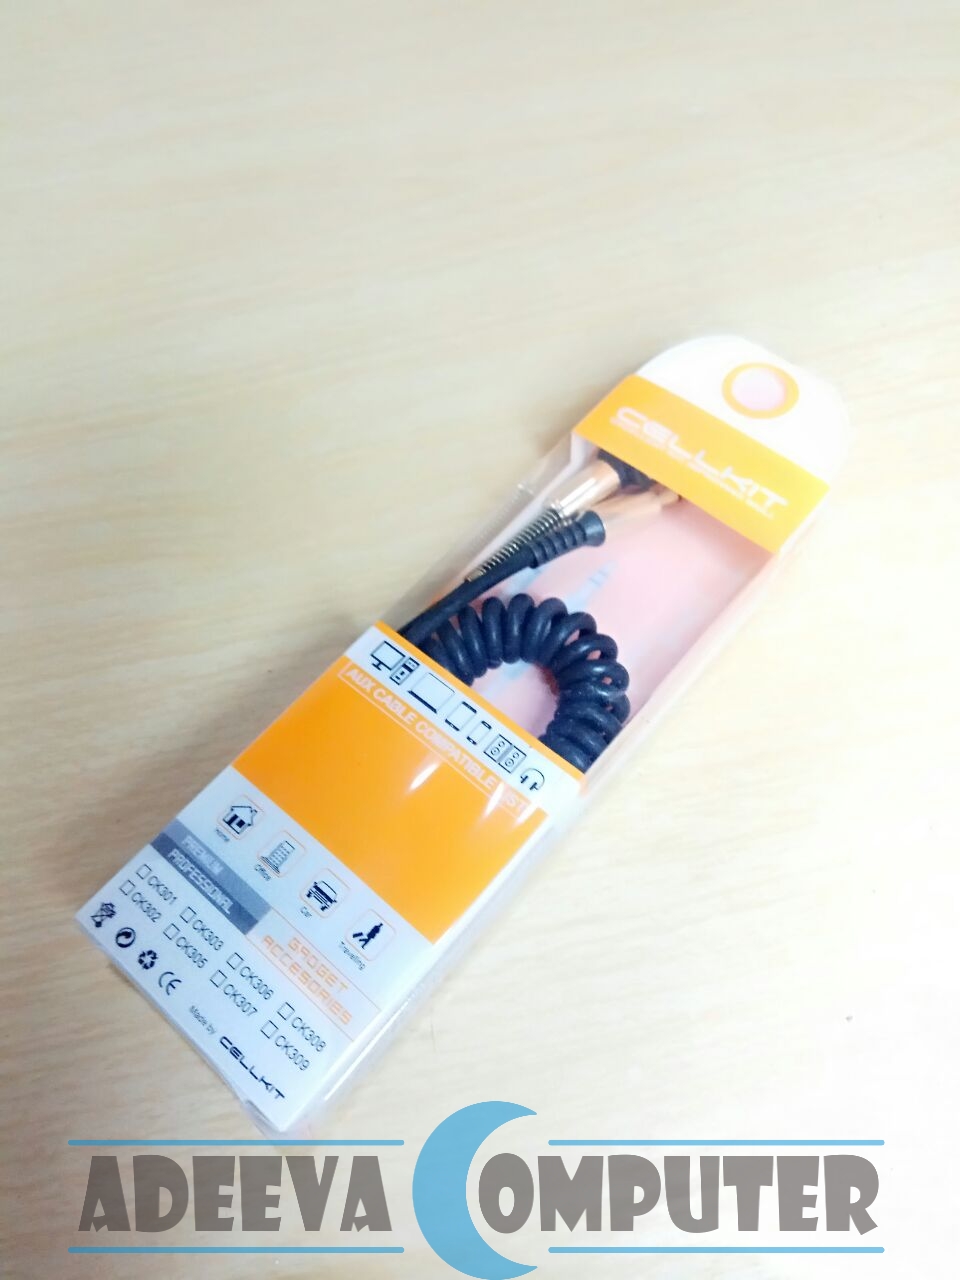 CELLKIT
AUX CABLE COMPATIBLE LIST
Home
Office
Car
Travelling
PREMIUM
PROFESSIONAL
GADGET
ACCESORIES
CK301
CK303
CK306
CK308
CK302
CK305
CK307
CK309
CE
Made by CELLKIT
ADEEVA COMPUTER